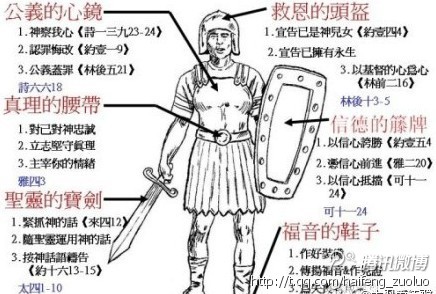 公義的心鏡
1. 神察我心《詩一三九23-24》
2. 認罪悔改《約壹一9》
3. 公義蓋罪《林後五21》
詩六六18
真理的腰帶
1. 對己對神忠誠
2. 立志堅守真理
3. 主宰你的情緒
雅四3
聖靈的寶劍
1. 緊抓神的話《來四12》
2. 隨聖靈運用神的話
3. 按神話語禱告
《約十六13-15》
太四1-10
救恩的頭盔
1. 宣告是神兒女《約壹四4》
2. 宣告已擁有永生
3. 以基督的心為心
《林前二16》
林後十3-5
信德的籐牌
1. 以信心誇勝《約壹五4
2. 憑信心前進《雅二20》
3. 以信心抵擋《可十一
24》
可十一24
福音的鞋子
1. 作好裝備
2. 傳揚福音&作見證
腾讯微博
http://t.qq.com/haifeng_zuoluo